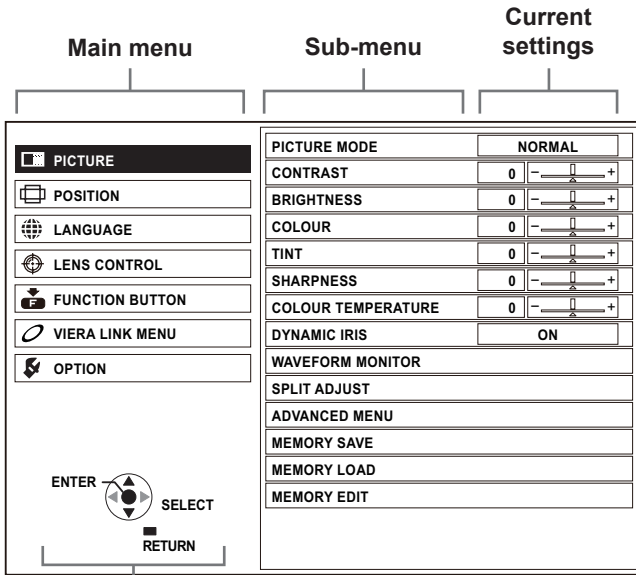 Main menu
Sub-menu
Current
settings
PICTURE
POSITION
LANGUAGE
LENS CONTROL
FUNCTION BUTTON
VIERA LINK MENU
OPTION
ENTER
SELECT
RETURN
PICTURE MODE NORMAL
CONTRAST 0 - +
BRIGHTNESS 0 - +
COLOUR 0 - +
TINT 0 - +
SHARPNESS 0 - +
COLOUR TEMPERATURE 0 - +
DYNAMIC IRIS ON
WAVEFORM MONITOR
SPLIT ADJUST
ADVANCED MENU
MEMORY SAVE
MEMORY LOAD
MEMORY EDIT